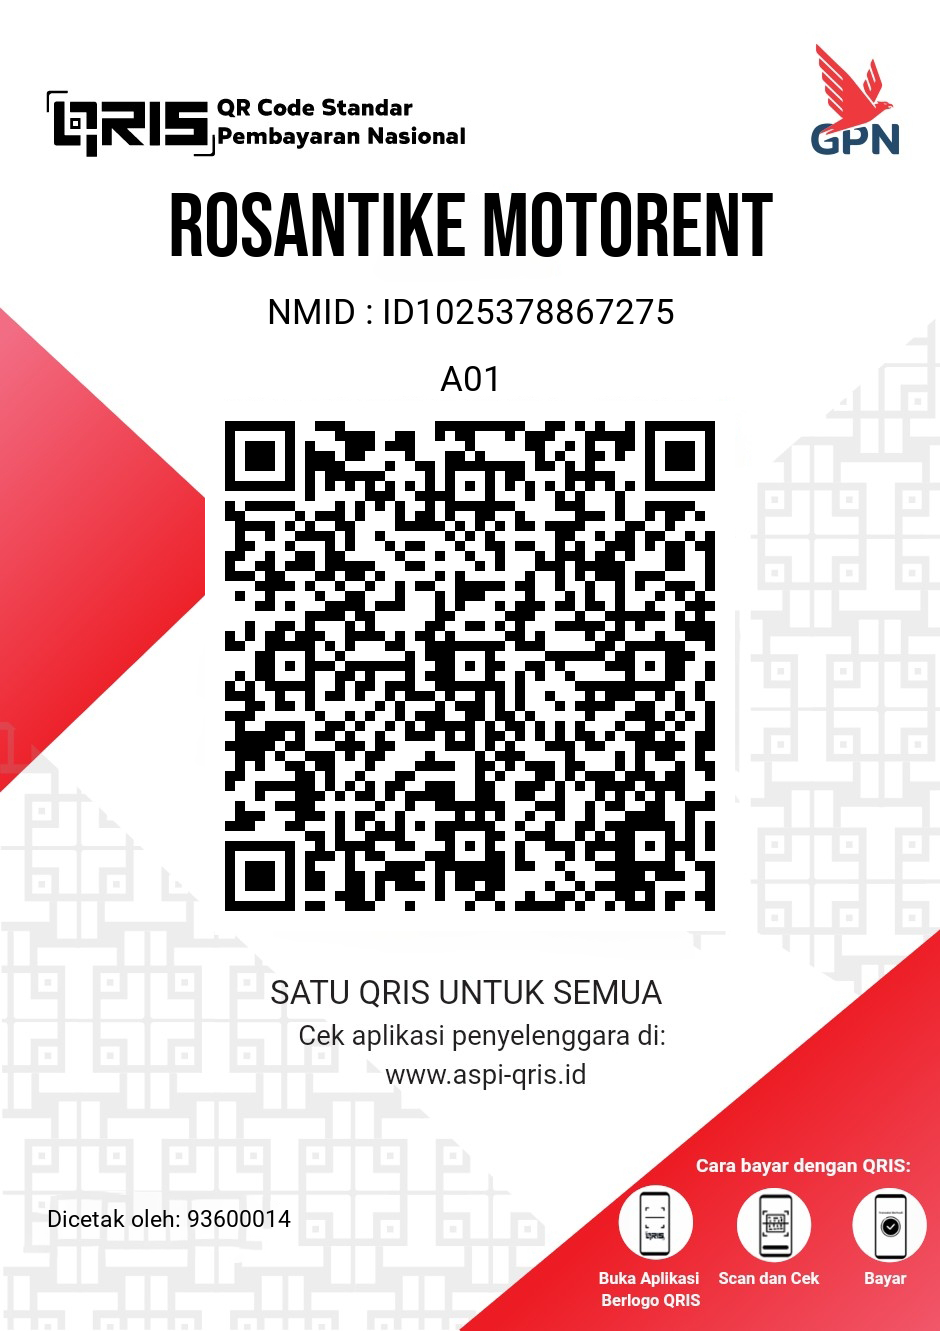 QRIS QR Code Standar
Pembayaran Nasional
GPN
ROSANTIKE MOTORENT
NMID : ID1025378867275
A01
SATU QRIS UNTUK SEMUA
Cek aplikasi penyelenggara di:
www.aspi-qris.id
Cara bayar dengan QRIS:
Dicetak oleh: 93600014
QRIS
Buka Aplikasi
Berlogo QRIS
Scan dan Cek
Bayar